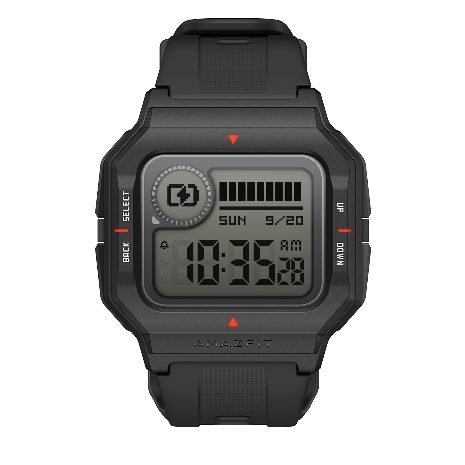 SELECT
BACK
UP
DOWN
SUN 9/20
AM
10:35 28
AMAZFIT